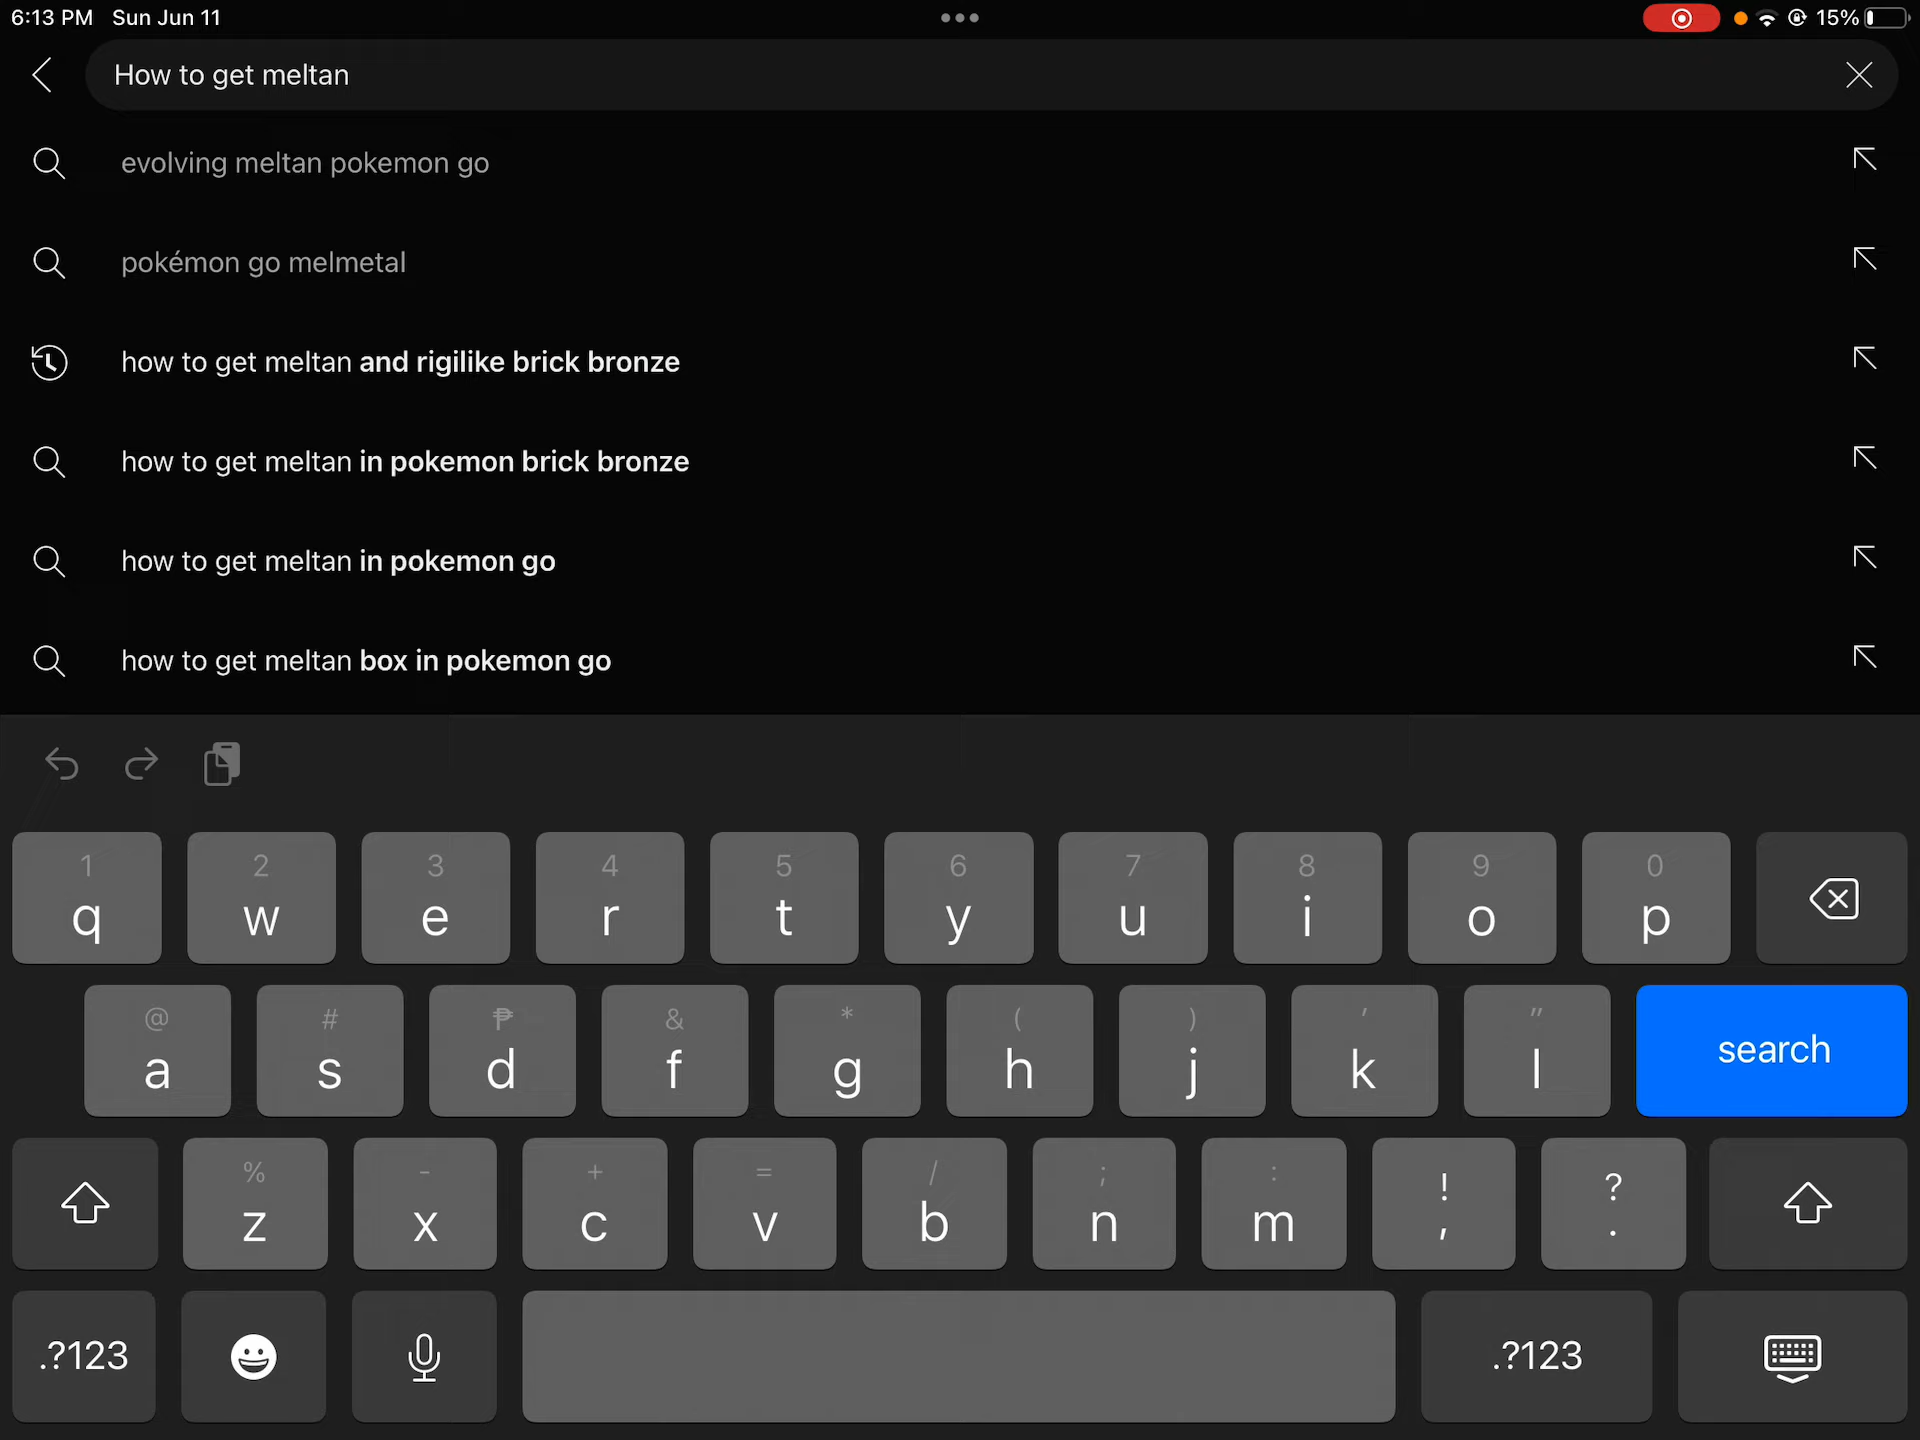 6:13 PM Sun Jun 11 15%
How to get meltan
evolving meltan pokemon go
pokémon go melmetal
how to get meltan and rigilike brick bronze
how to get meltan in pokemon brick bronze
how to get meltan in pokemon go
how to get meltan box in pokemon go
1 2 3 4 5 6 7 8 9 0
q w e r t y u i o p
@ # ₱ & * ( ) ' "
a s d f g h j k l search
% - + = / ; : ! ?
z x c v b n m , .
.?123 .?123